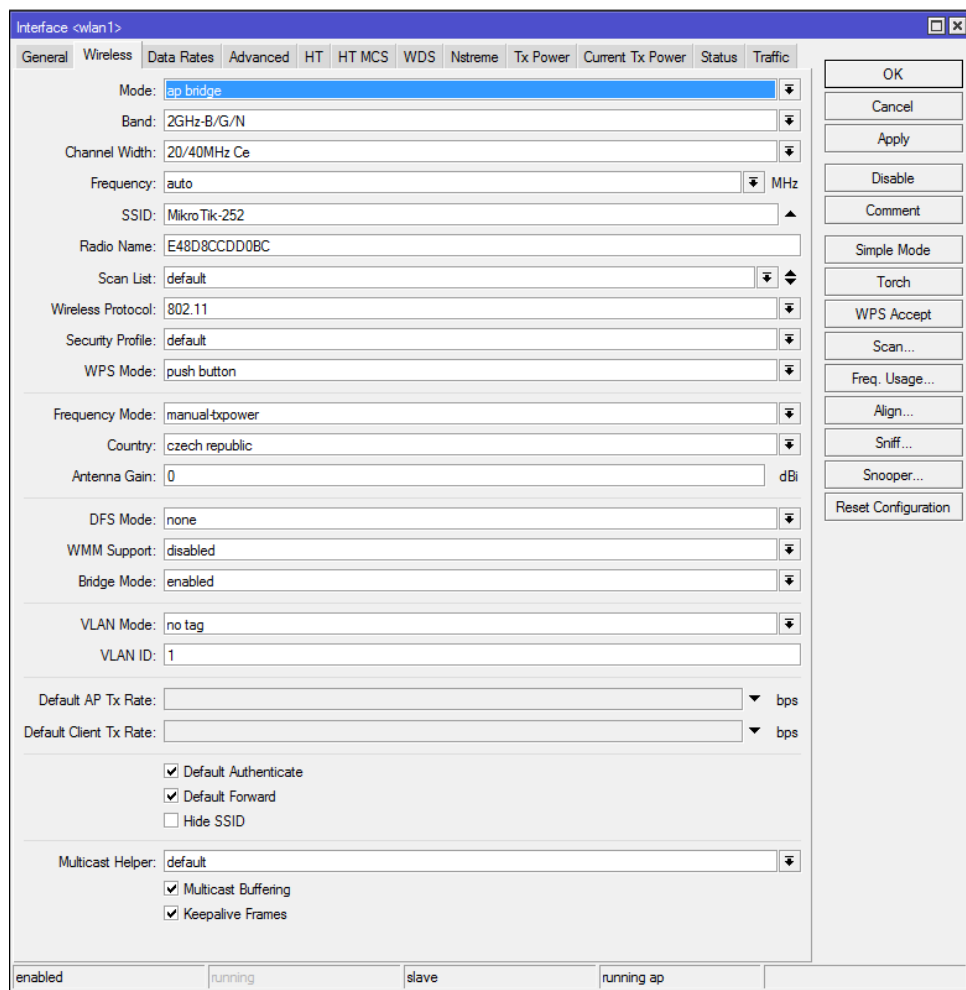 Interface <wlan1>
General Wireless Data Rates Advanced HT HT MCS WDS Nstreme Tx Power Current Tx Power Status Traffic
Mode: ap bridge
Band: 2GHz-B/G/N
Channel Width: 20/40MHz Ce
Frequency: auto MHz
SSID: MikroTik-252
Radio Name: E48D8CCDD0BC
Scan List: default
Wireless Protocol: 802.11
Security Profile: default
WPS Mode: push button
Frequency Mode: manual-txpower
Country: czech republic
Antenna Gain: 0 dBi
DFS Mode: none
WMM Support: disabled
Bridge Mode: enabled
VLAN Mode: no tag
VLAN ID: 1
Default AP Tx Rate: bps
Default Client Tx Rate: bps
Default Authenticate
Default Forward
Hide SSID
Multicast Helper: default
Multicast Buffering
Keepalive Frames
OK
Cancel
Apply
Disable
Comment
Simple Mode
Torch
WPS Accept
Scan...
Freq. Usage...
Align...
Sniff...
Snooper...
Reset Configuration
enabled running slave running ap